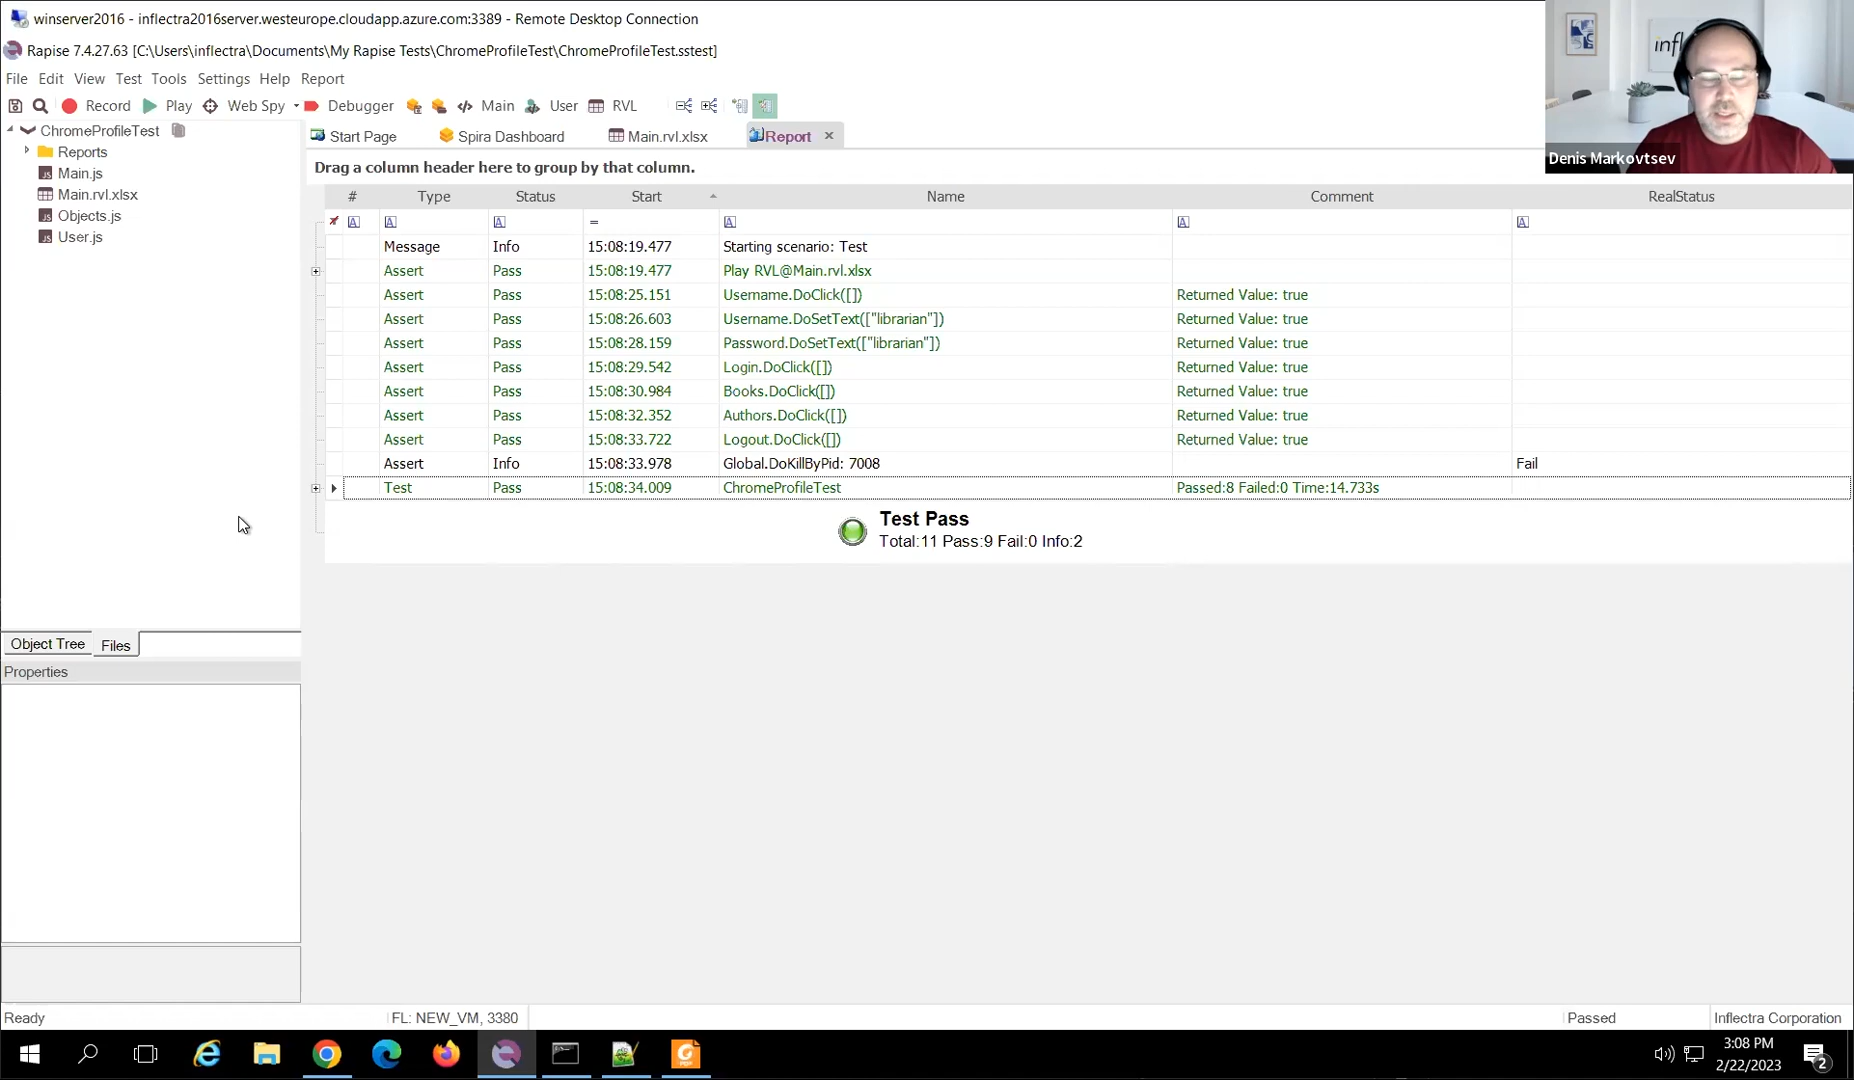 winserver2016 - inflectra2016server.westeurope.cloudapp.azure.com:3389 - Remote Desktop Connection
Rapise 7.4.27.63 [C:\Users\inflectra\Documents\My Rapise Tests\ChromeProfileTest\ChromeProfileTest.sstest]
File Edit View Test Tools Settings Help Report
Record Play Web Spy Debugger Main User RVL
ChromeProfileTest
Reports
Main.js
Main.rvl.xlsx
Objects.js
User.js
Start Page Spira Dashboard Main.rvl.xlsx Report
Drag a column header here to group by that column.
# Type Status Start Name Comment RealStatus
=
Message Info 15:08:19.477 Starting scenario: Test
Assert Pass 15:08:19.477 Play RVL@Main.rvl.xlsx
Assert Pass 15:08:25.151 Username.DoClick([]) Returned Value: true
Assert Pass 15:08:26.603 Username.DoSetText(["librarian"]) Returned Value: true
Assert Pass 15:08:28.159 Password.DoSetText(["librarian"]) Returned Value: true
Assert Pass 15:08:29.542 Login.DoClick([]) Returned Value: true
Assert Pass 15:08:30.984 Books.DoClick([]) Returned Value: true
Assert Pass 15:08:32.352 Authors.DoClick([]) Returned Value: true
Assert Pass 15:08:33.722 Logout.DoClick([]) Returned Value: true
Assert Info 15:08:33.978 Global.DoKillByPid: 7008 Fail
Test Pass 15:08:34.009 ChromeProfileTest Passed:8 Failed:0 Time:14.733s
Test Pass
Total:11 Pass:9 Fail:0 Info:2
Denis Markovtsev
Object Tree Files
Properties
Ready FL: NEW_VM, 3380 Passed Inflectra Corporation
3:08 PM
2/22/2023
2